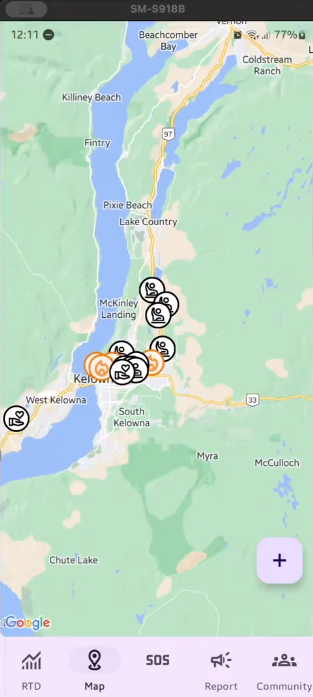 SM-S918B
12:11
77%
Vernon
Beachcomber
Bay
Coldstream
Ranch
Killiney Beach
97
Fintry
Pixie Beach
Lake Country
McKinley
Landing
West Kelowna
33
South
Kelowna
Myra
McCulloch
Chute Lake
+
Google
RTD
Map
SOS
Report
Community